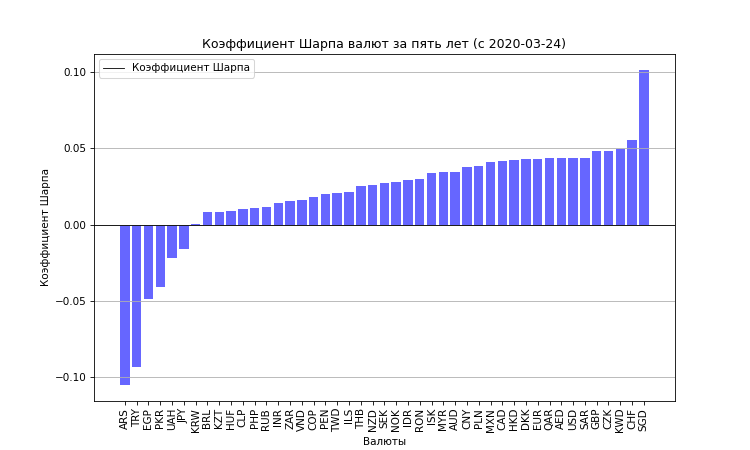 Коэффициент Шарпа валют за пять лет (с 2020-03-24)
Коэффициент Шарпа
0.10
0.05
0.00
−0.05
−0.10
Коэффициент Шарпа
ARS TRY EGP PKR UAH JPY KRW BRL KZT HUF CLP PHP RUB INR ZAR VND COP PEN TWD ILS THB NZD SEK NOK IDR RON ISK MYR AUD CNY PLN MXN CAD HKD DKK EUR QAR AED USD SAR GBP CZK KWD CHF SGD
Валюты